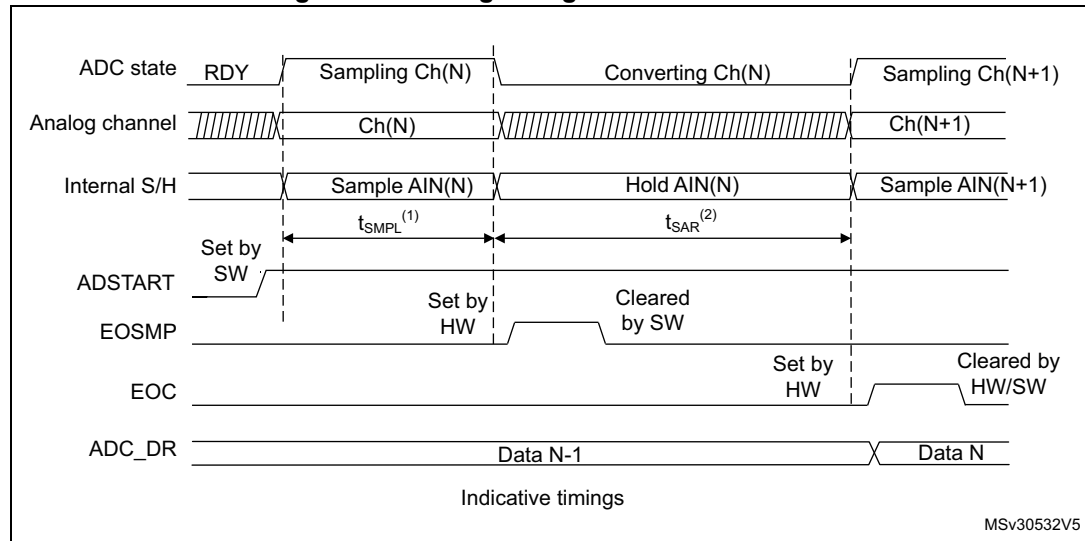 ADC state RDY Sampling Ch(N) Converting Ch(N) Sampling Ch(N+1)
Analog channel Ch(N) Ch(N+1)
Internal S/H Sample AIN(N) Hold AIN(N) Sample AIN(N+1)
tSMPL(1) tSAR(2)
Set by
SW
ADSTART
Set by
HW
Cleared
by SW
EOSMP
Set by
HW
Cleared by
HW/SW
EOC
ADC_DR Data N-1 Data N
Indicative timings
MSv30532V5